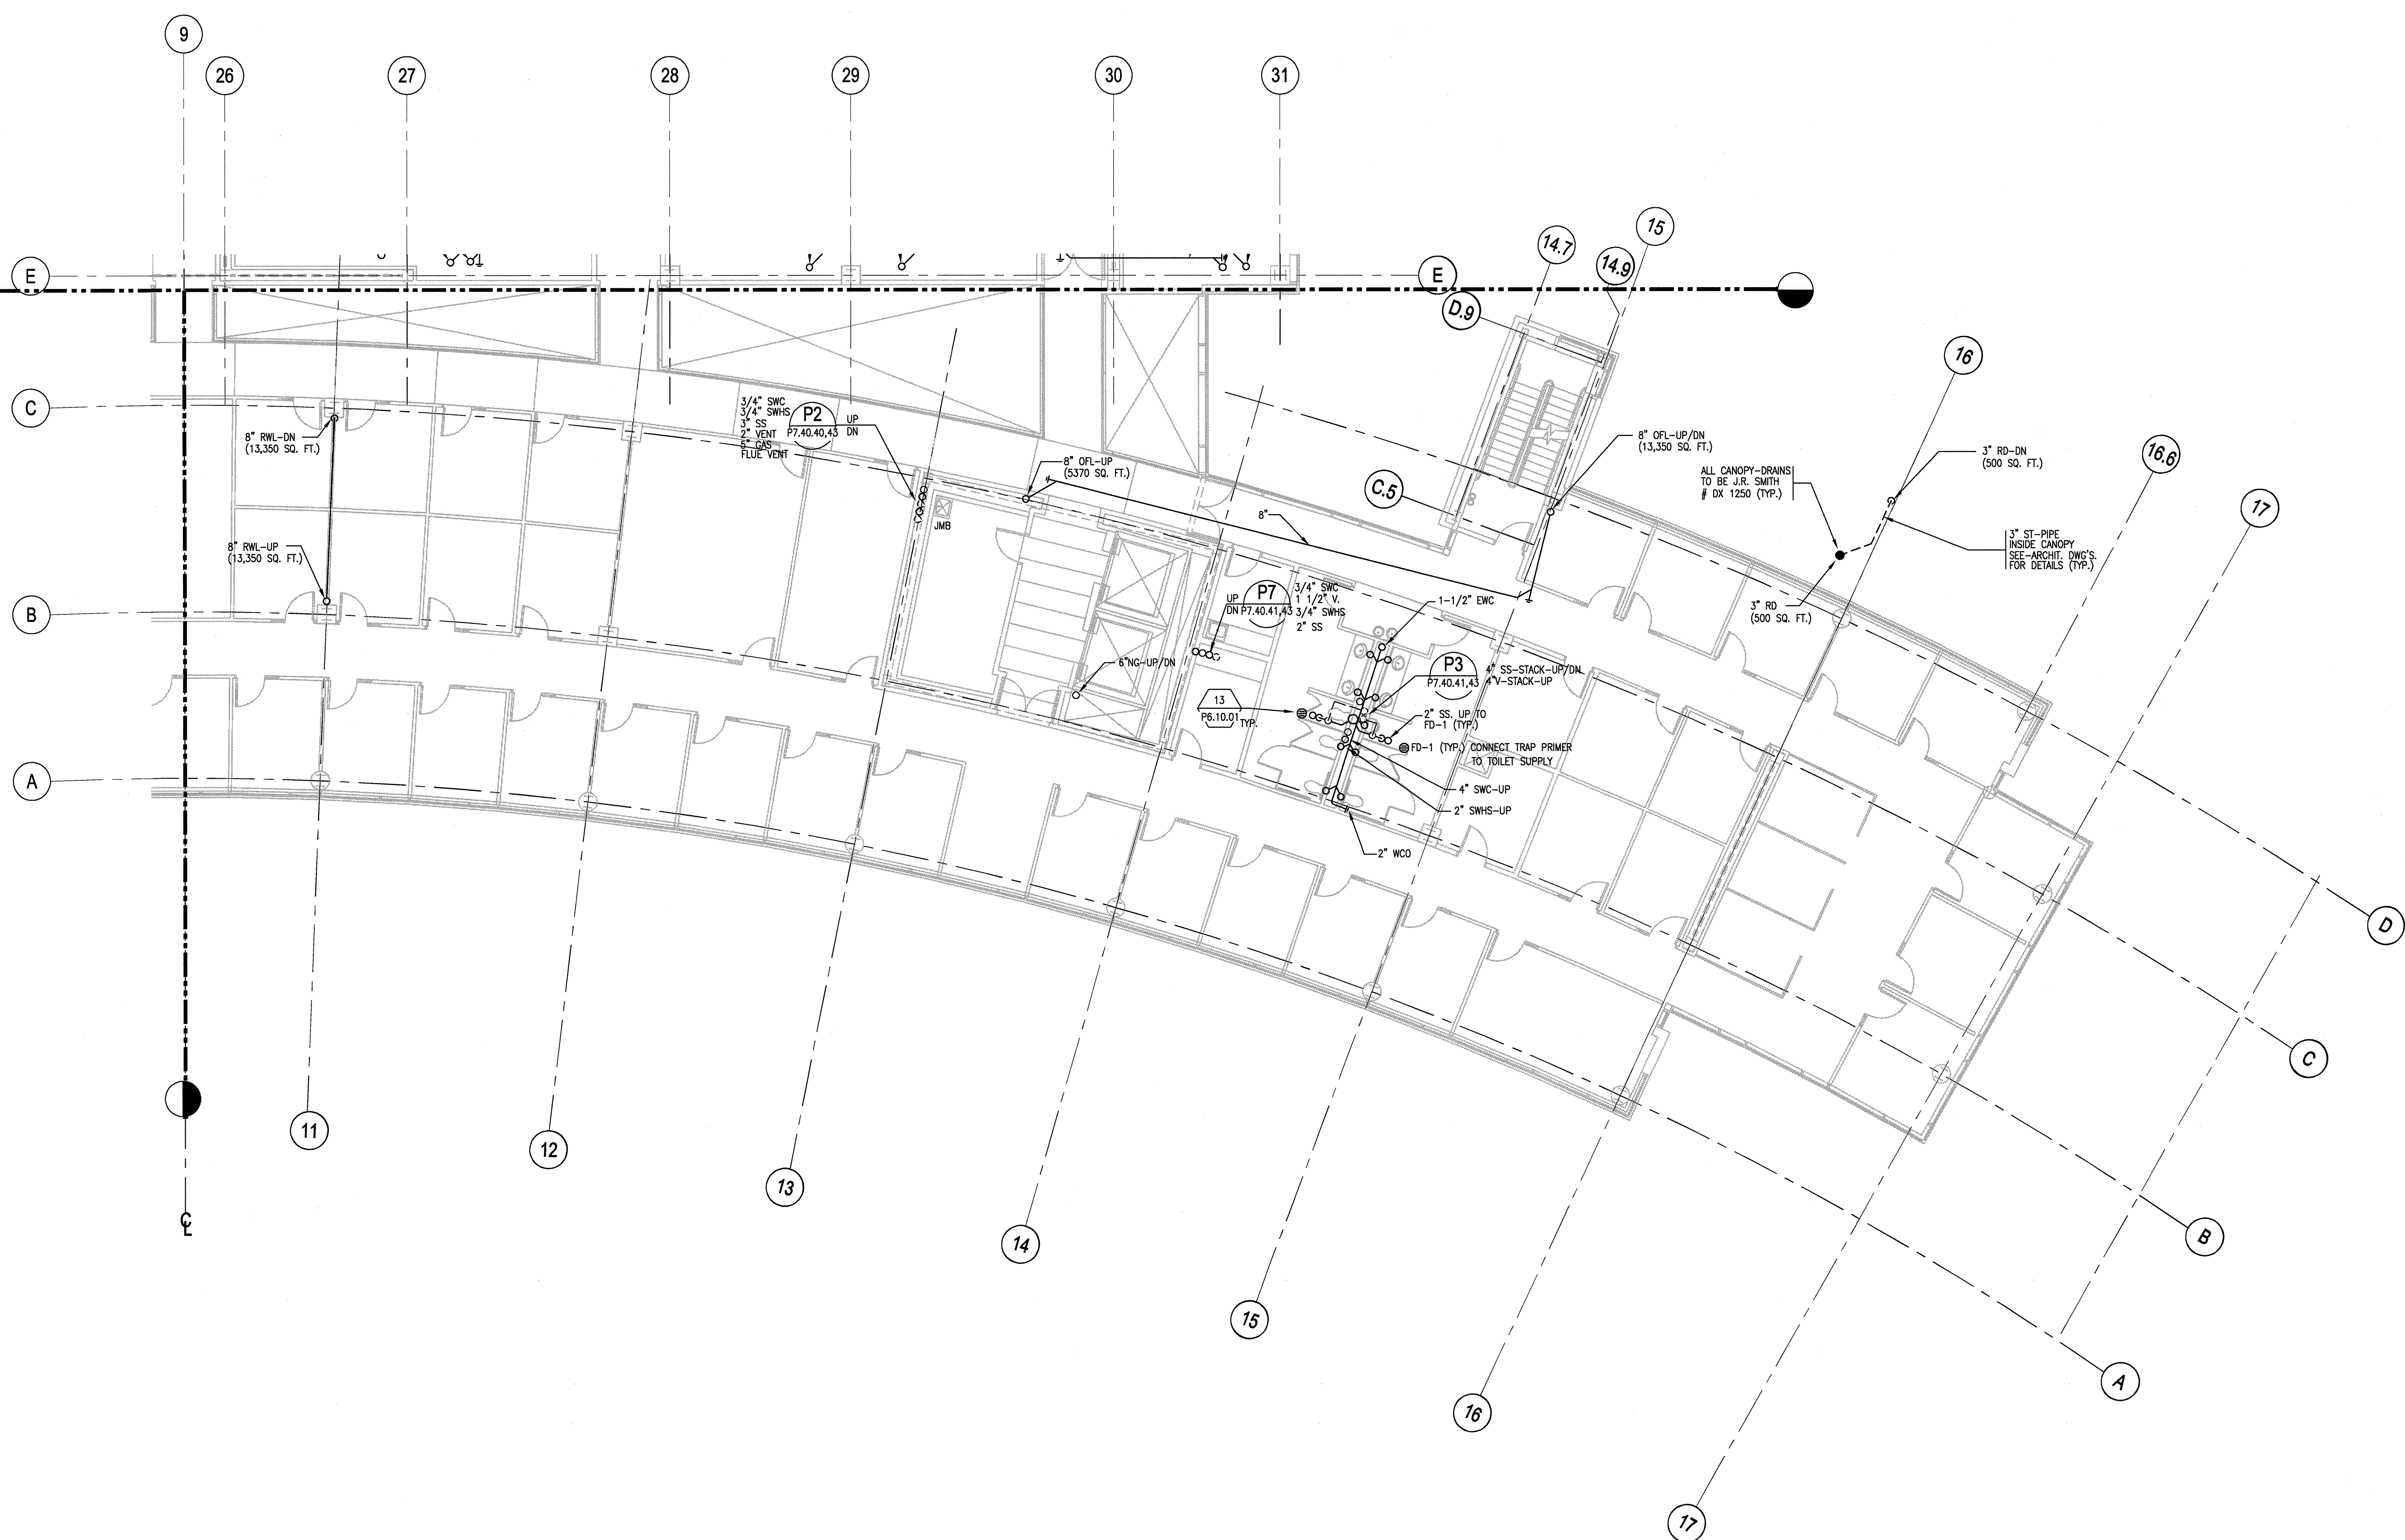 9
26
27
28
29
30
31
14.7
14.9
15
E
E
D.9
16
C
3/4" SWC
3/4" SWHS
3" SS
2" VENT
6" GAS
FLUE VENT
P2
P7.40.40,43
UP
DN
8" RWL-DN
(13,350 SQ. FT.)
8" OFL-UP
(5370 SQ. FT.)
8" OFL-UP/DN
(13,350 SQ. FT.)
C.5
ALL CANOPY-DRAINS
TO BE J.R. SMITH
# DX 1250 (TYP.)
3" RD-DN
(500 SQ. FT.)
16.6
17
JMB
8"
3" ST-PIPE
INSIDE CANOPY
SEE-ARCHIT. DWG'S.
FOR DETAILS (TYP.)
8" RWL-UP
(13,350 SQ. FT.)
B
UP
DN
P7
P7.40.41,43
3/4" SWC
1 1/2" V.
3/4" SWHS
2" SS
1-1/2" EWC
3" RD
(500 SQ. FT.)
6"NG-UP/DN
P3
P7.40.41,43
4" SS-STACK-UP/DN
4"V-STACK-UP
13
P6.10.01
TYP.
2" SS. UP TO
FD-1 (TYP.)
FD-1 (TYP.) CONNECT TRAP PRIMER
TO TOILET SUPPLY
A
4" SWC-UP
2" SWHS-UP
2" WCO
D
C
11
12
13
14
15
16
17
B
A
CL